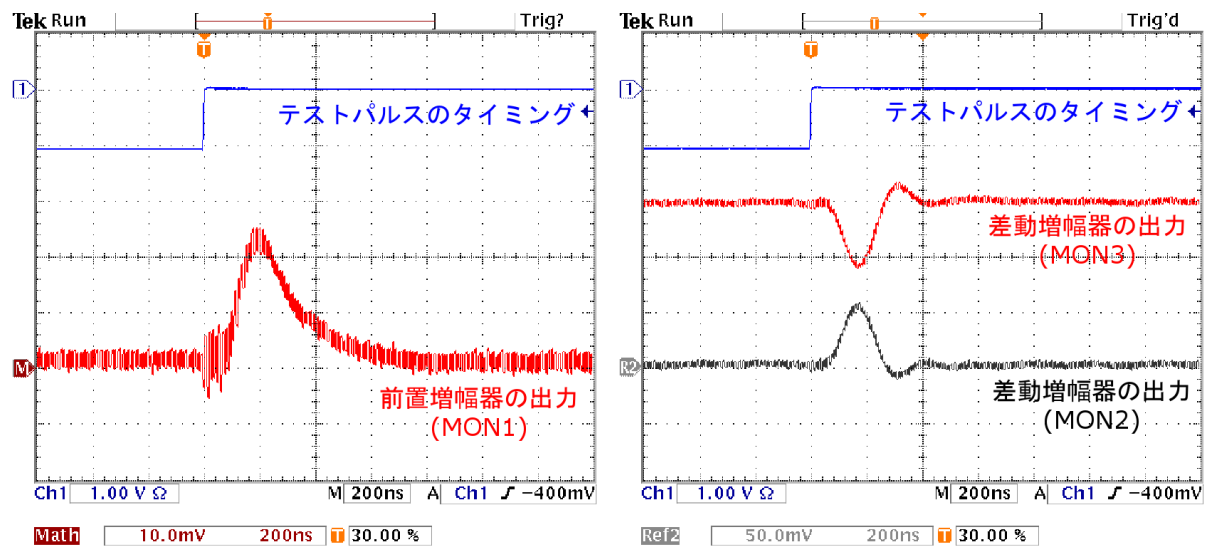 Tek Run
Trig?
T
T
1
テストパルスのタイミング
M
前置増幅器の出力
(MON1)
Ch1 1.00 V Ω M 200ns A Ch1 ∫ −400mV
Math 10.0mV 200ns T 30.00 %
Tek Run
Trig'd
T
T
1
テストパルスのタイミング
差動増幅器の出力
(MON3)
R2
差動増幅器の出力
(MON2)
Ch1 1.00 V Ω M 200ns A Ch1 ∫ −400mV
Ref2 50.0mV 200ns T 30.00 %